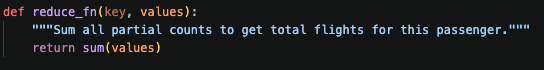 def reduce_fn(key, values):
    """Sum all partial counts to get total flights for this passenger."""
    return sum(values)